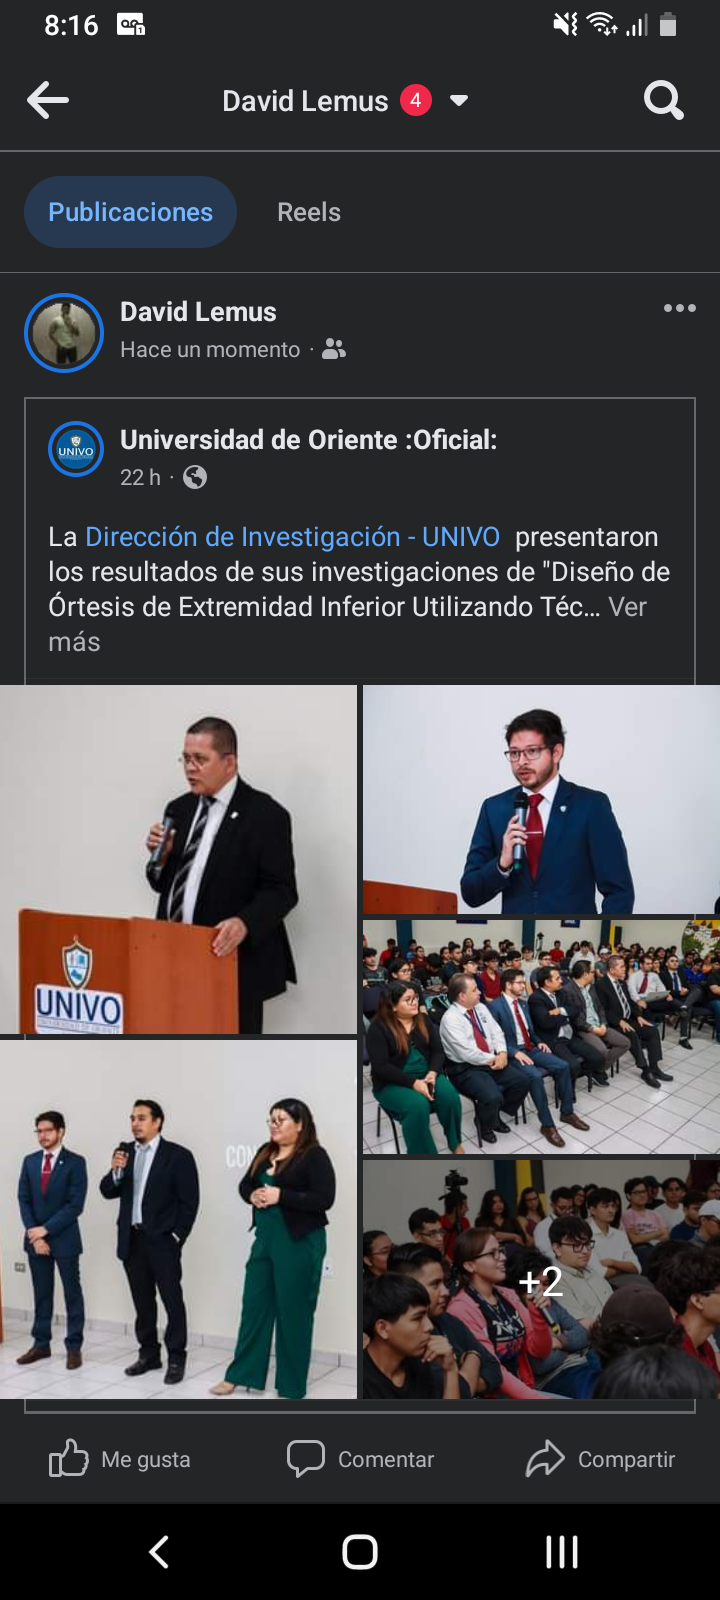 8:16
David Lemus 4
Publicaciones Reels
David Lemus
Hace un momento ·
UNIVO
Universidad de Oriente :Oficial:
22 h ·
La Dirección de Investigación - UNIVO presentaron
los resultados de sus investigaciones de "Diseño de
Órtesis de Extremidad Inferior Utilizando Téc... Ver
más
UNIVO
CON
+2
Me gusta Comentar Compartir